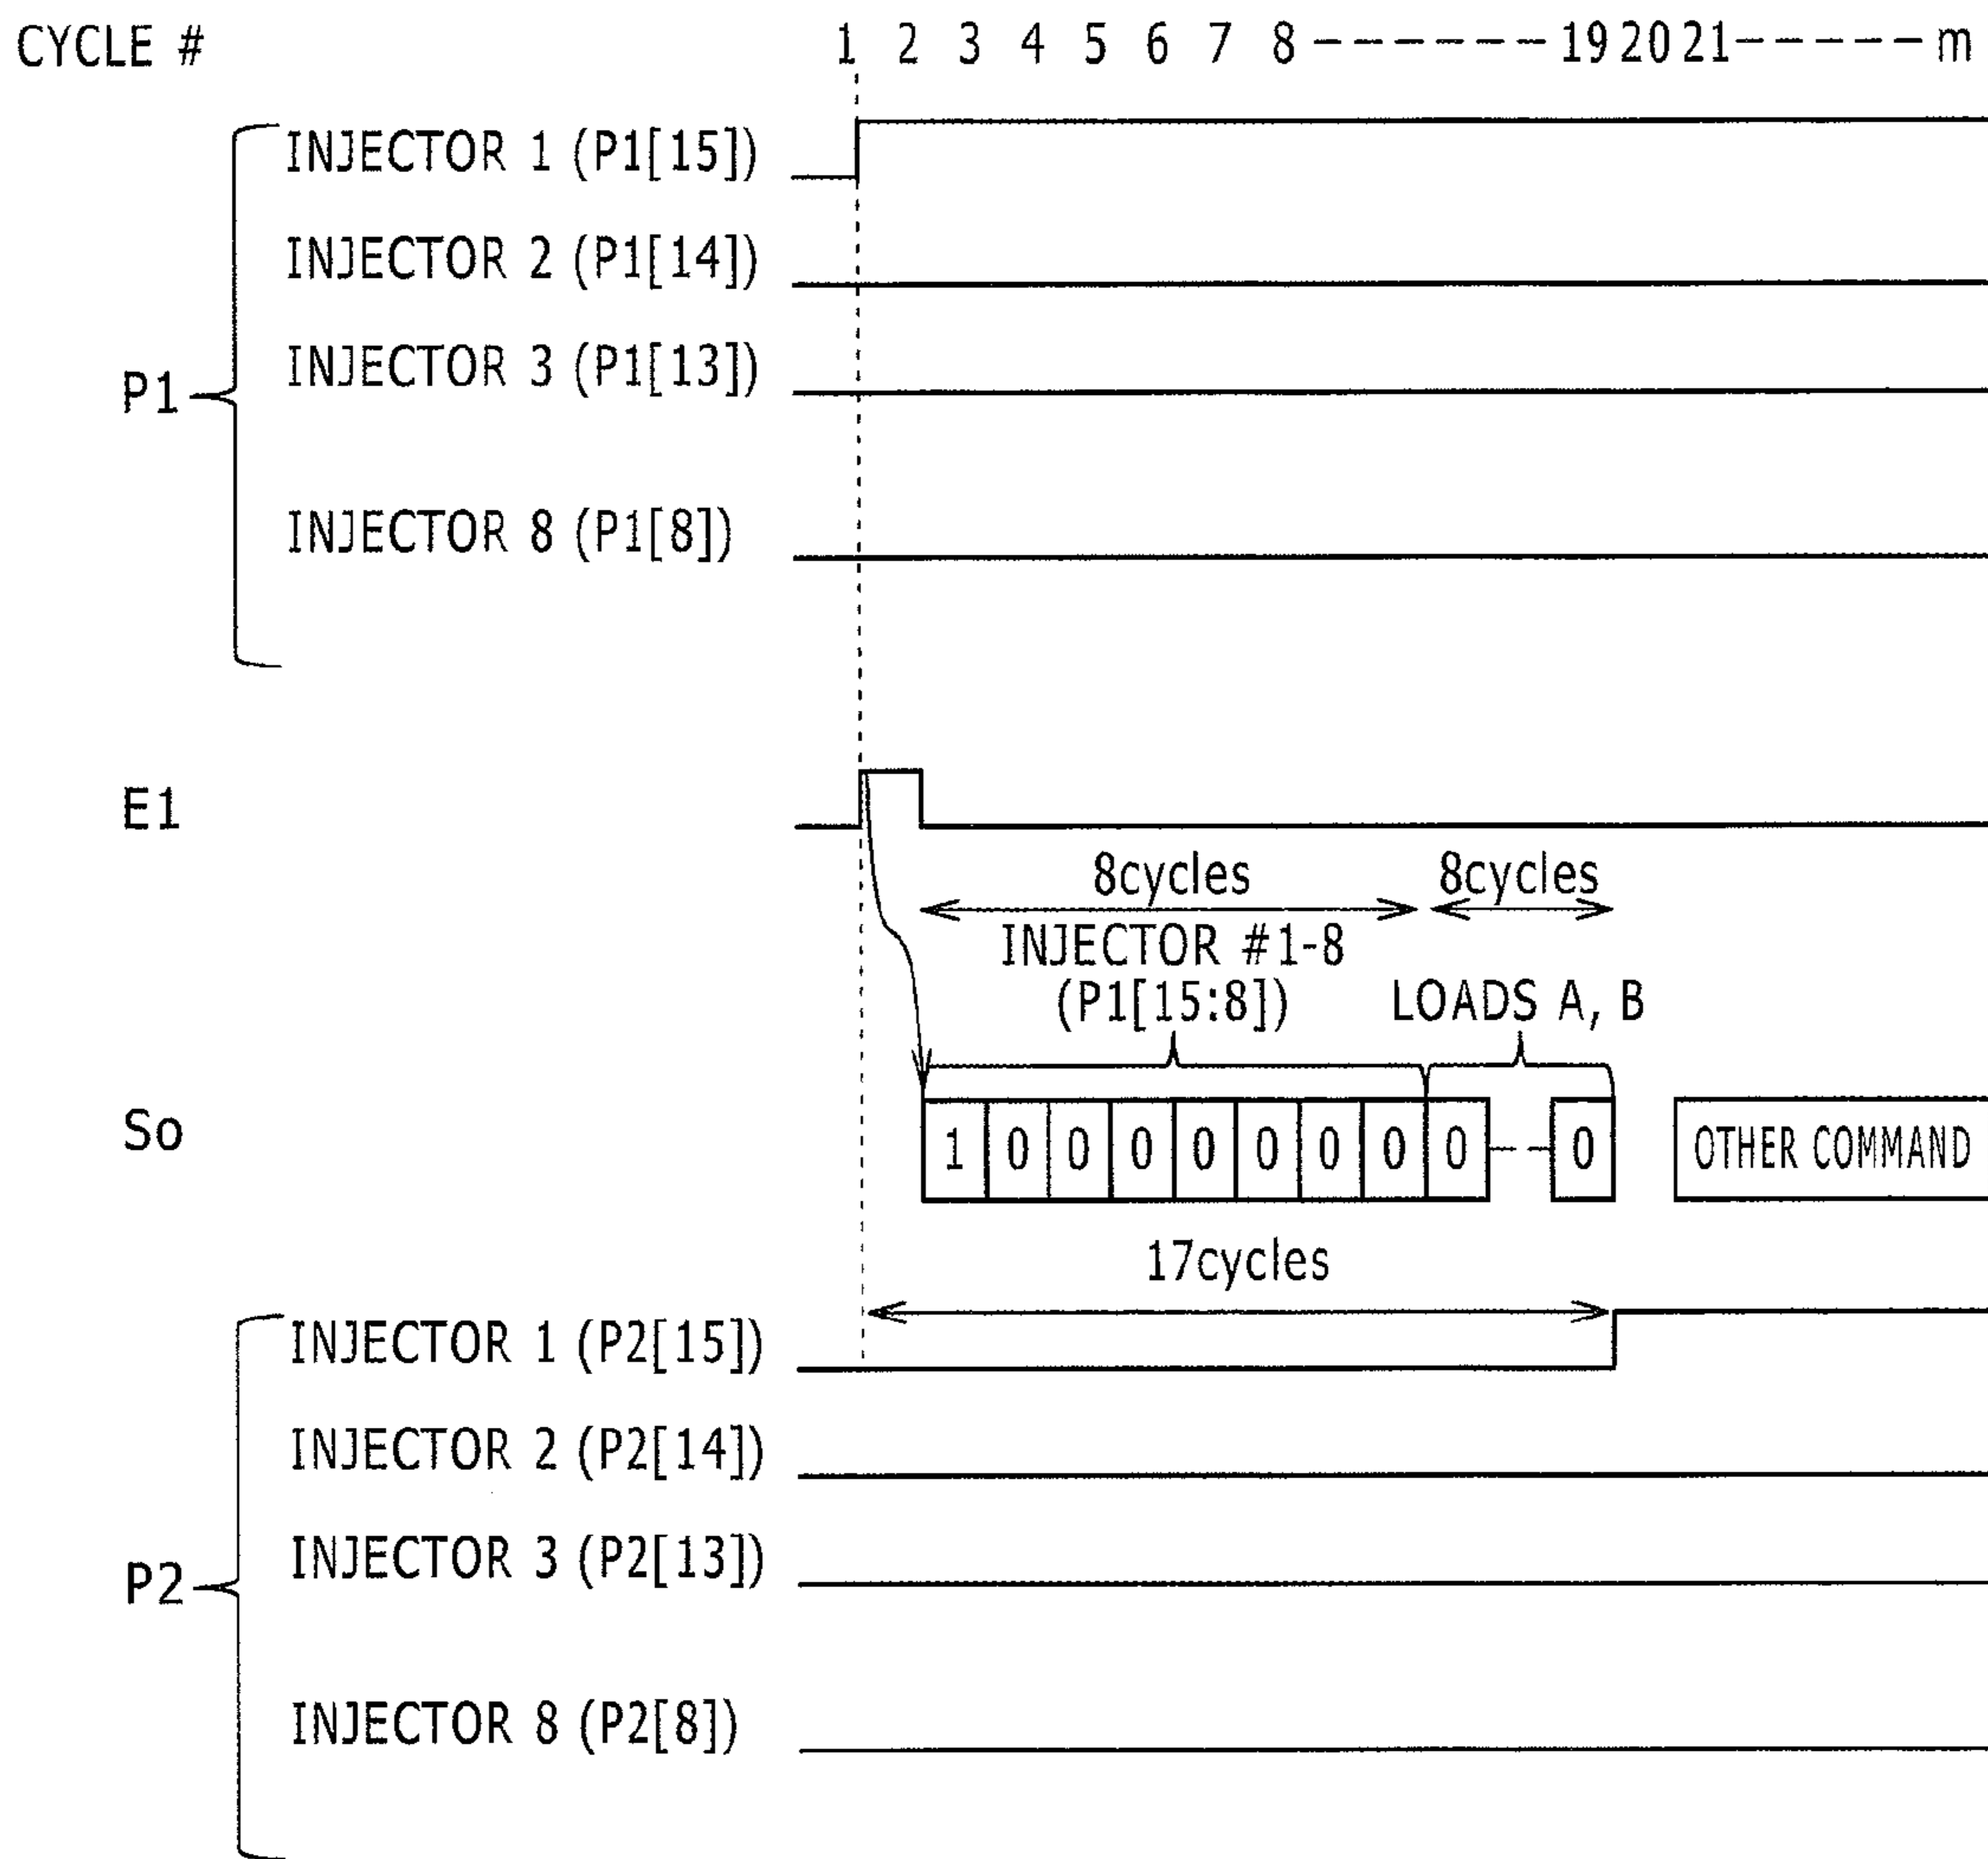 CYCLE # 1 2 3 4 5 6 7 8 ------- 19 20 21 ------ m
INJECTOR 1 (P1[15])
INJECTOR 2 (P1[14])
INJECTOR 3 (P1[13])
P1
INJECTOR 8 (P1[8])
E1
8cycles 8cycles
INJECTOR #1-8
(P1[15:8]) LOADS A, B
So 1 0 0 0 0 0 0 0 0 -- 0 OTHER COMMAND
17cycles
INJECTOR 1 (P2[15])
INJECTOR 2 (P2[14])
INJECTOR 3 (P2[13])
P2
INJECTOR 8 (P2[8])